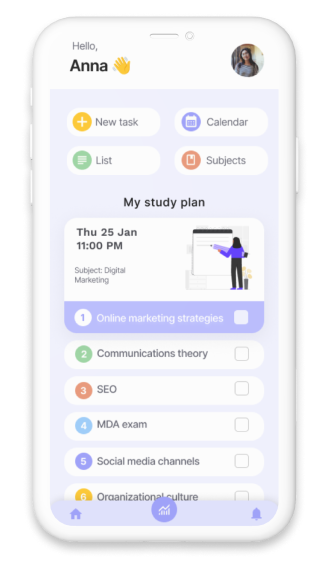 Hello,
Anna 👋
New task
Calendar
List
Subjects
My study plan
Thu 25 Jan
11:00 PM
Subject: Digital
Marketing
1 Online marketing strategies
2 Communications theory
3 SEO
4 MDA exam
5 Social media channels
6 Organizational culture